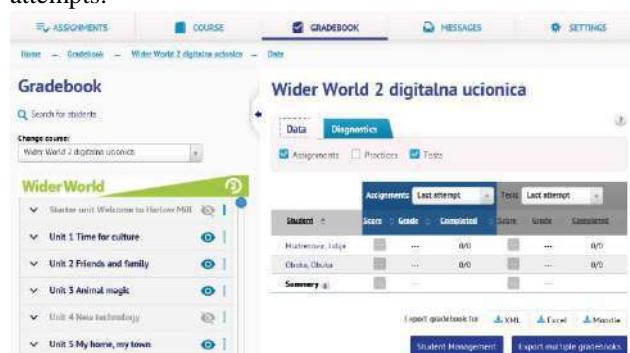 attempts.
ASSIGNMENTS COURSE GRADEBOOK MESSAGES SETTINGS
Home – Gradebook – Wider World 2 digitalna ucionica – Data
Gradebook
Search for students
Change course:
Wider World 2 digitalna ucionica
Wider World
Starter unit Welcome to Harlow Mill
Unit 1 Time for culture
Unit 2 Friends and family
Unit 3 Animal magic
Unit 4 New technology
Unit 5 My home, my town
Wider World 2 digitalna ucionica
Data Diagnostics
Assignments Practices Tests
Assignments Last attempt Tests Last attempt
Student Score Grade Completed Score Grade Completed
--- 0/0 --- 0/0
Obuka, Obuka --- 0/0 --- 0/0
Summary
Export gradebook for XML Excel Moodle
Student Management Export multiple gradebooks